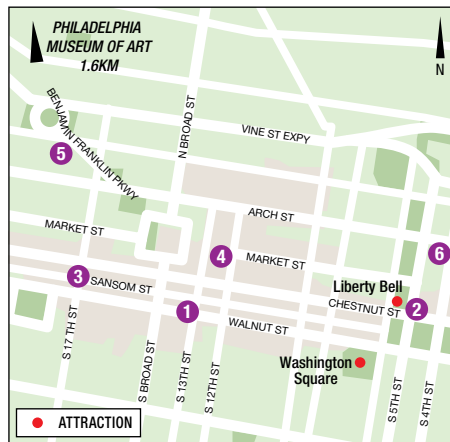 PHILADELPHIA
MUSEUM OF ART
1.6KM
N
BENJAMIN FRANKLIN PKWY
N BROAD ST
VINE ST EXPY
5
ARCH ST
MARKET ST
4
MARKET ST
6
3
SANSOM ST
Liberty Bell
CHESTNUT ST
2
1
WALNUT ST
S 17 TH ST
S BROAD ST
S 13TH ST
S 12TH ST
Washington
Square
S 5TH ST
S 4TH ST
ATTRACTION